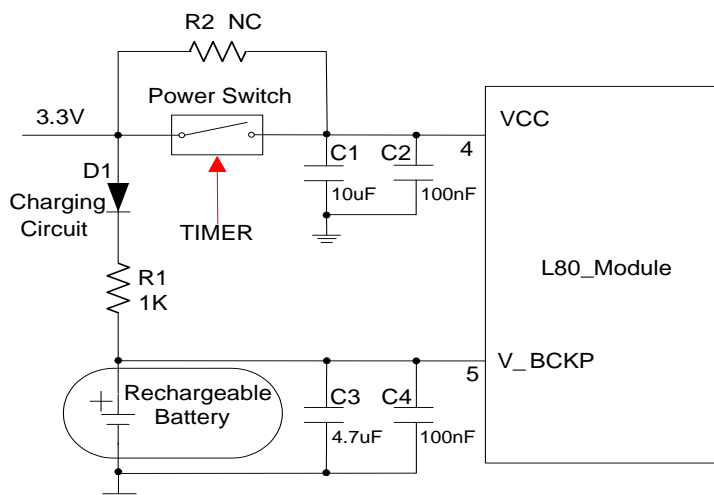 R2 NC
Power Switch
3.3V
VCC
4
D1
C1
C2
10uF
100nF
Charging
Circuit
TIMER
L80_Module
R1
1K
V_BCKP
5
Rechargeable
Battery
+
C3
C4
4.7uF
100nF